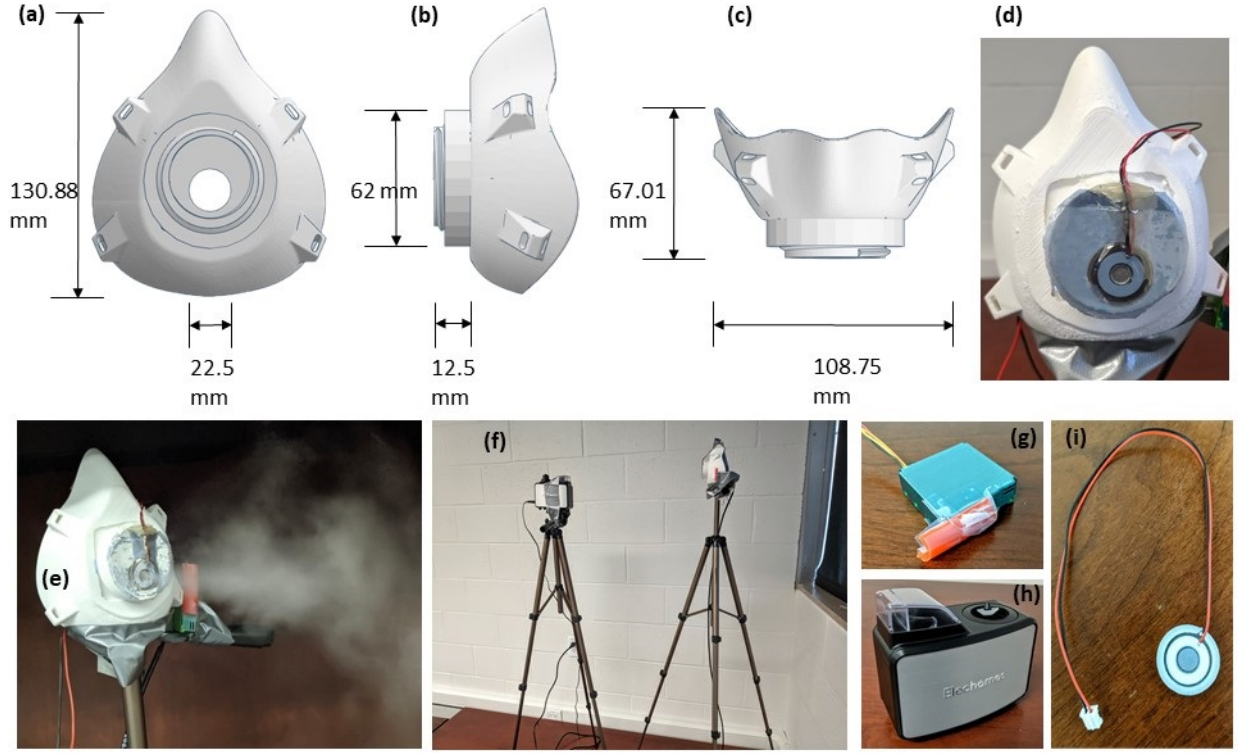 (a)
(b)
(c)
(d)
130.88
mm
62 mm
67.01
mm
22.5
mm
12.5
mm
108.75
mm
(e)
(f)
(g)
(h)
(i)
Elechomes